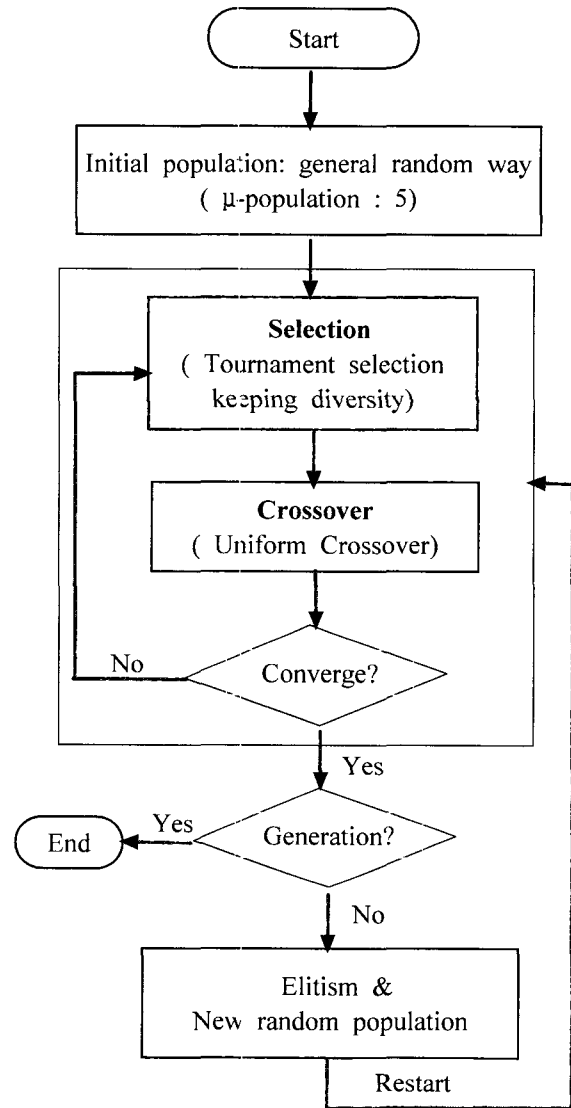 Start
Initial population: general random way
( μ-population : 5)
Selection
( Tournament selection
keeping diversity)
Crossover
( Uniform Crossover)
No
Converge?
Yes
Yes
End
Generation?
No
Elitism &
New random population
Restart